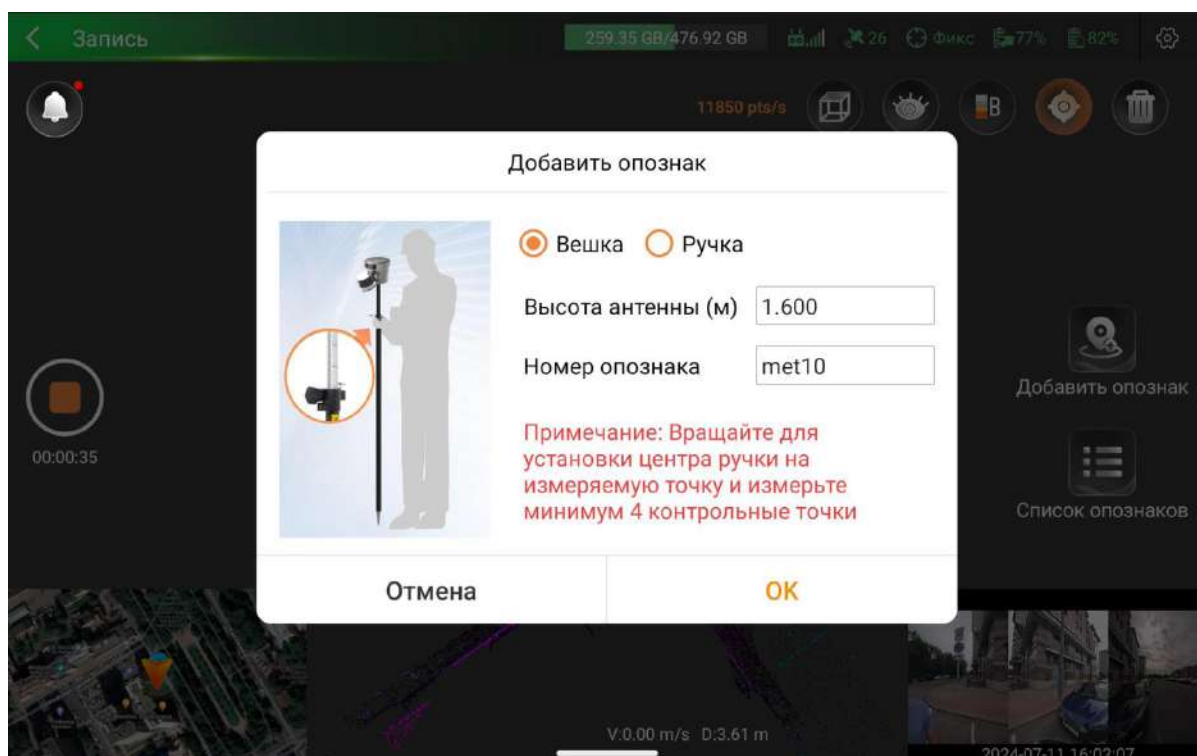 Запись
259.35 GB/476.92 GB
26
Фикс
77%
82%
11850 pts/s
B
Добавить опознак
Вешка
Ручка
Высота антенны (м)
1.600
Номер опознака
met10
Примечание: Вращайте для
установки центра ручки на
измеряемую точку и измерьте
минимум 4 контрольные точки
Отмена
OK
00:00:35
Добавить опознак
Список опознаков
V:0.00 m/s D:3.61 m
2024-07-11 16:02:07